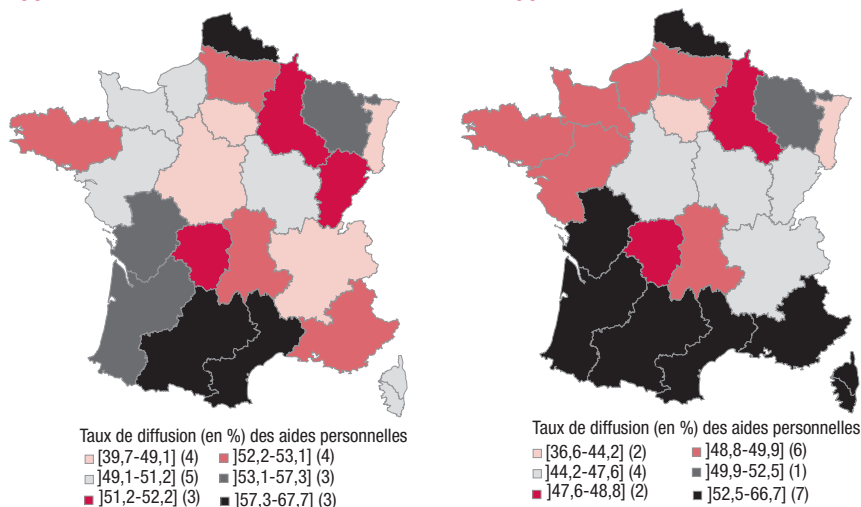 Taux de diffusion (en %) des aides personnelles
[39,7-49,1] (4) ]52,2-53,1] (4)
]49,1-51,2] (5) ]53,1-57,3] (3)
]51,2-52,2] (3) ]57,3-67,7] (3)
Taux de diffusion (en %) des aides personnelles
[36,6-44,2] (2) ]48,8-49,9] (6)
]44,2-47,6] (4) ]49,9-52,5] (1)
]47,6-48,8] (2) ]52,5-66,7] (7)